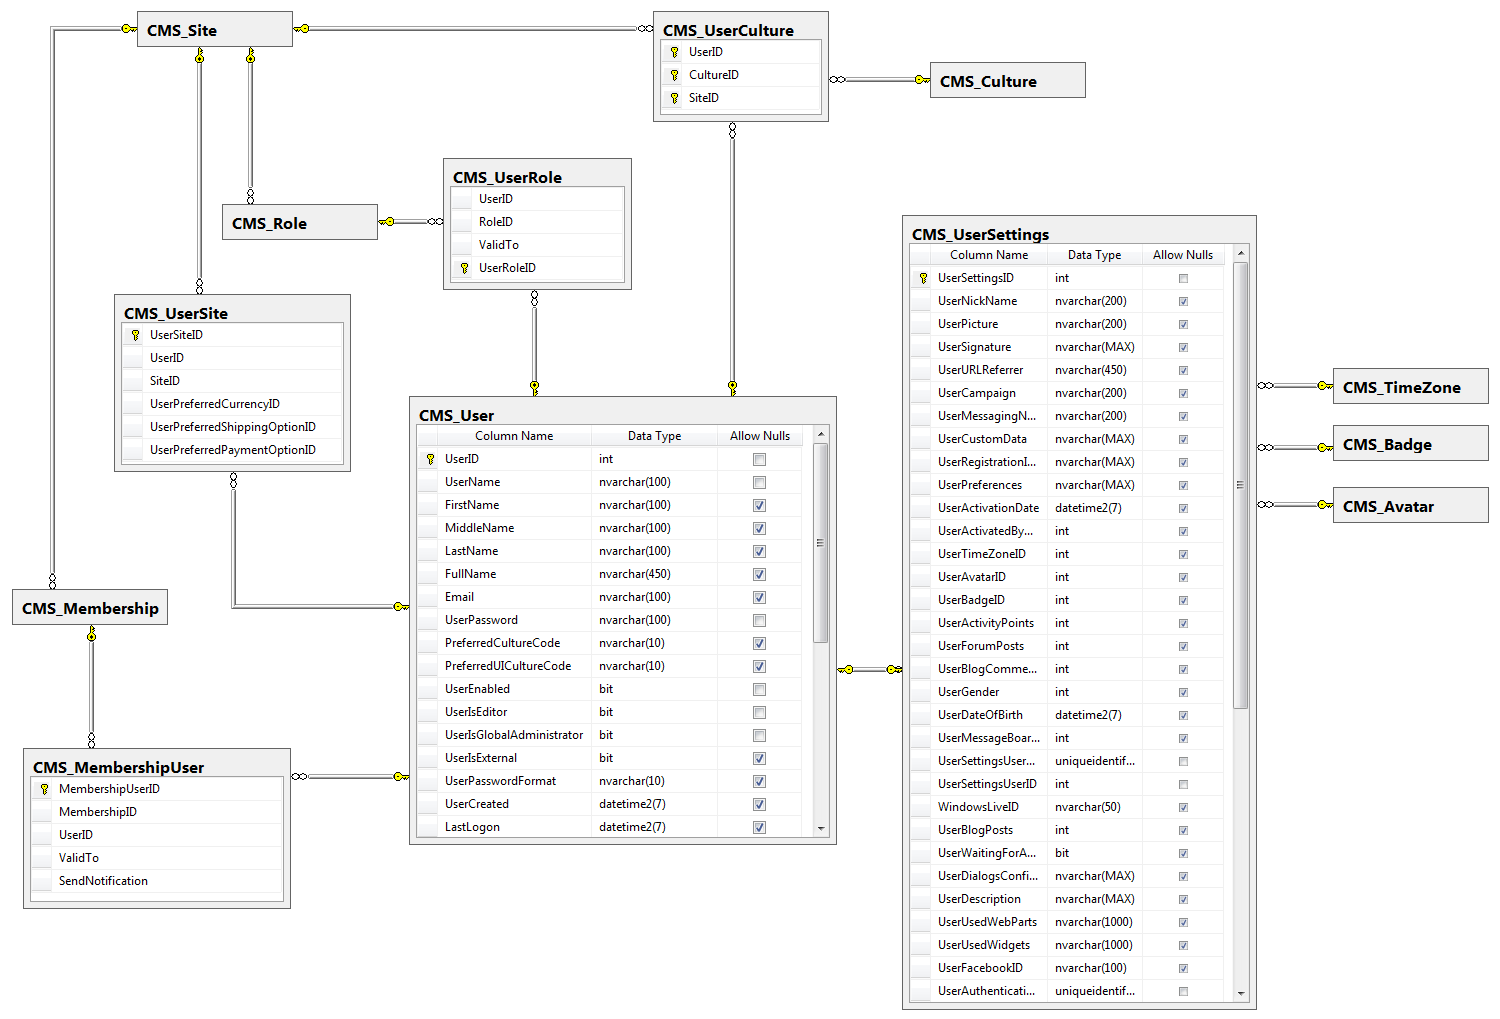 CMS_Site
CMS_UserCulture
UserID
CultureID
SiteID
CMS_Culture
CMS_UserRole
UserID
RoleID
ValidTo
UserRoleID
CMS_Role
CMS_UserSite
UserSiteID
UserID
SiteID
UserPreferredCurrencyID
UserPreferredShippingOptionID
UserPreferredPaymentOptionID
CMS_User
Column Name Data Type Allow Nulls
UserID int
UserName nvarchar(100)
FirstName nvarchar(100)
MiddleName nvarchar(100)
LastName nvarchar(100)
FullName nvarchar(450)
Email nvarchar(100)
UserPassword nvarchar(100)
PreferredCultureCode nvarchar(10)
PreferredUICultureCode nvarchar(10)
UserEnabled bit
UserIsEditor bit
UserIsGlobalAdministrator bit
UserIsExternal bit
UserPasswordFormat nvarchar(10)
UserCreated datetime2(7)
LastLogon datetime2(7)
CMS_Membership
CMS_MembershipUser
MembershipUserID
MembershipID
UserID
ValidTo
SendNotification
CMS_UserSettings
Column Name Data Type Allow Nulls
UserSettingsID int
UserNickName nvarchar(200)
UserPicture nvarchar(200)
UserSignature nvarchar(MAX)
UserURLReferrer nvarchar(450)
UserCampaign nvarchar(200)
UserMessagingN... nvarchar(200)
UserCustomData nvarchar(MAX)
UserRegistrationI... nvarchar(MAX)
UserPreferences nvarchar(MAX)
UserActivationDate datetime2(7)
UserActivatedBy... int
UserTimeZoneID int
UserAvatarID int
UserBadgeID int
UserActivityPoints int
UserForumPosts int
UserBlogComme... int
UserGender int
UserDateOfBirth datetime2(7)
UserMessageBoar... int
UserSettingsUser... uniqueidentif...
UserSettingsUserID int
WindowsLiveID nvarchar(50)
UserBlogPosts int
UserWaitingForA... bit
UserDialogsConfi... nvarchar(MAX)
UserDescription nvarchar(MAX)
UserUsedWebParts nvarchar(1000)
UserUsedWidgets nvarchar(1000)
UserFacebookID nvarchar(100)
UserAuthenticati... uniqueidentif...
CMS_TimeZone
CMS_Badge
CMS_Avatar